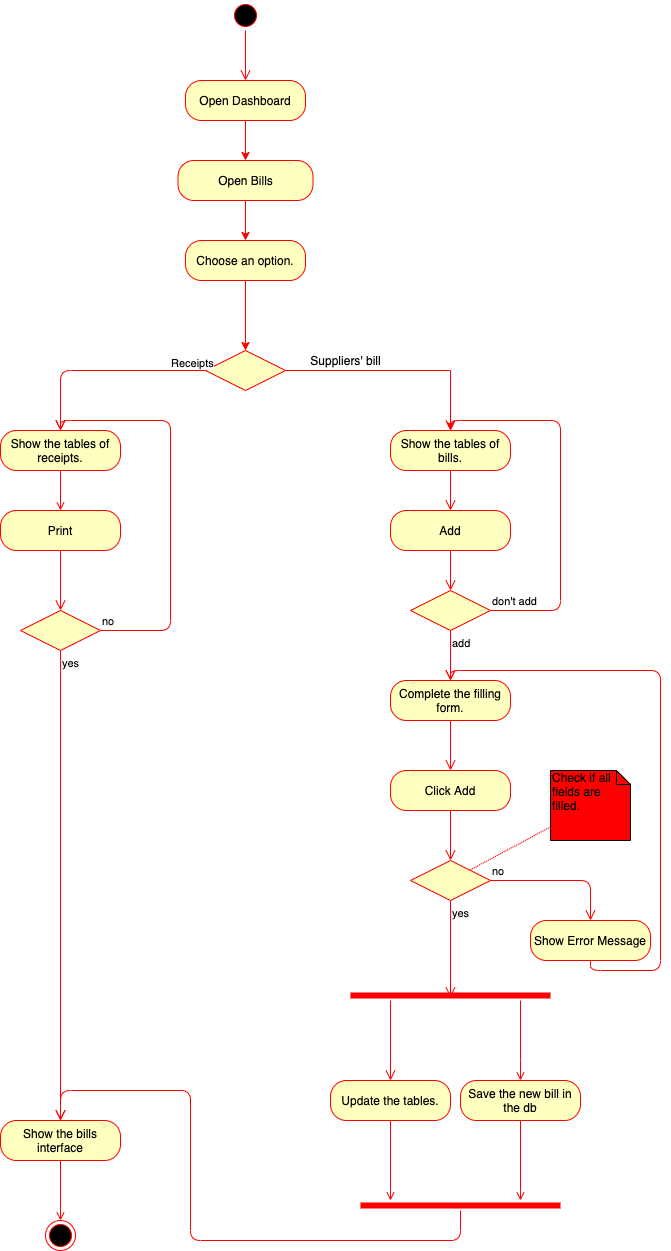 Open Dashboard
Open Bills
Choose an option.
Receipts
Suppliers' bill
Show the tables of
receipts.
Show the tables of
bills.
Print
Add
don't add
no
add
yes
Complete the filling
form.
Click Add
Check if all
fields are
filled.
no
yes
Show Error Message
Update the tables.
Save the new bill in
the db
Show the bills
interface